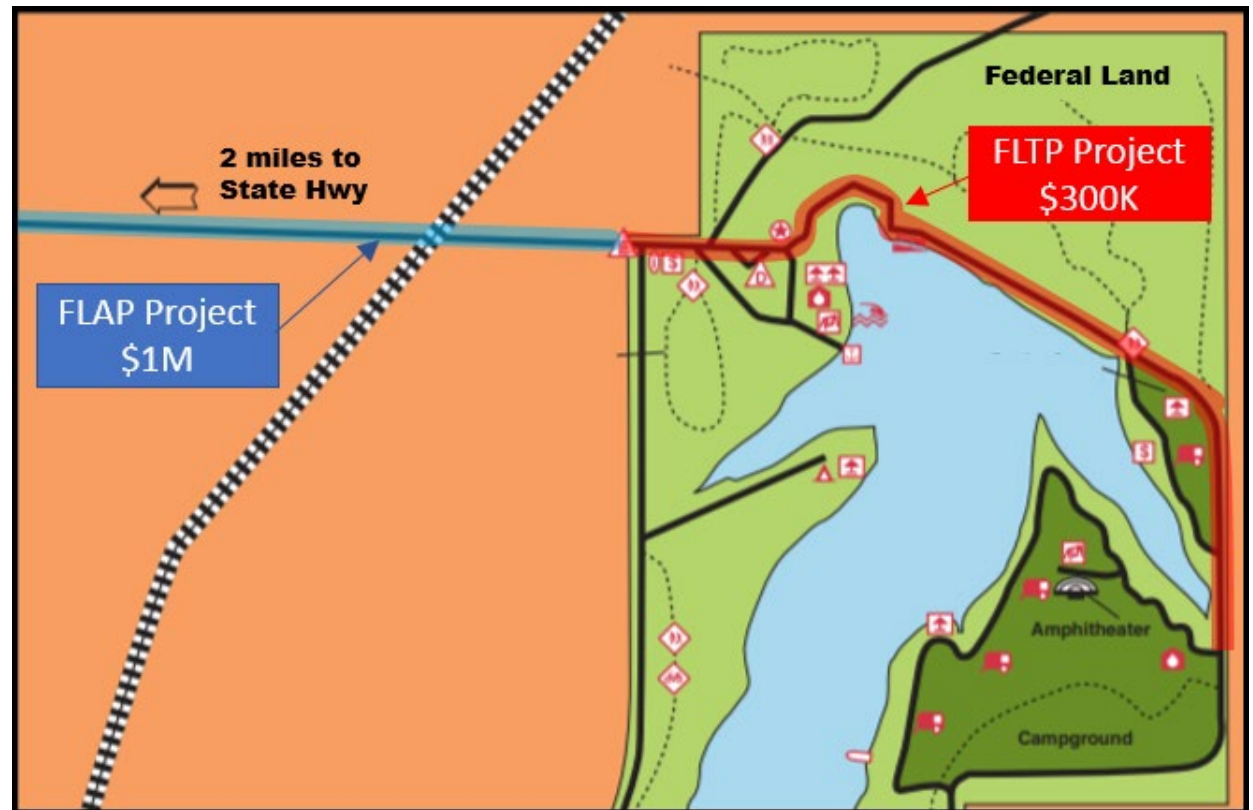 Federal Land
2 miles to
State Hwy
FLTP Project
$300K
FLAP Project
$1M
$
D
$
Amphitheater
Campground